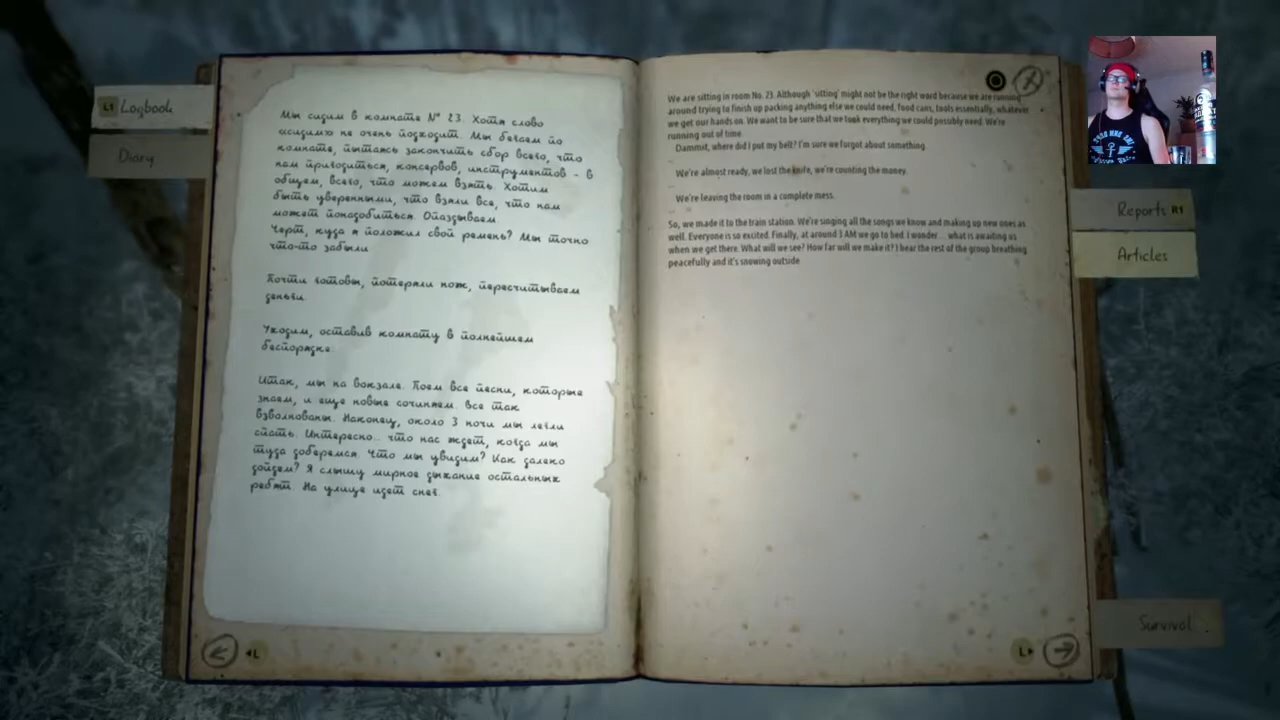 L1 Logbook
Diary
Мы сидим в комнате № 23. Хотя слово
«сидим» не очень подходит. Мы бегаем по
комнате, пытаясь закончить сбор всего, что
нам пригодиться, консервов, инструментов - в
общем, всего, что можем взять. Хотим
быть уверенными, что взяли все, что нам
может понадобиться. Опаздываем.
Черт, куда я положил свой ремень? Мы точно
что-то забыли.
Почти готовы, потеряли нож, пересчитываем
деньги.
Уходим, оставив комнату в полнейшем
беспорядке.
Итак, мы на вокзале. Поем все песни, которые
знаем, и еще новые сочиняем. Все так
взволнованы. Наконец, около 3 ночи мы легли
спать. Интересно... что нас ждет, когда мы
туда доберемся. Что мы увидим? Как далеко
дойдем? Я слышу мирное дыхание остальных
ребят. На улице идет снег.
L
We are sitting in room No. 23. Although 'sitting' might not be the right word because we are running
around trying to finish up packing anything else we could need, food cans, tools essentially, whatever
we get our hands on. We want to be sure that we took everything we could possibly need. We're
running out of time.
Dammit, where did I put my belt? I'm sure we forgot about something.
We're almost ready, we lost the knife, we're counting the money.
We're leaving the room in a complete mess.
So, we made it to the train station. We're singing all the songs we know and making up new ones as
well. Everyone is so excited. Finally, at around 3 AM we go to bed. I wonder... what is awaiting us
when we get there. What will we see? How far will we make it? I hear the rest of the group breathing
peacefully and it's snowing outside.
L
Reports R1
Articles
Survival